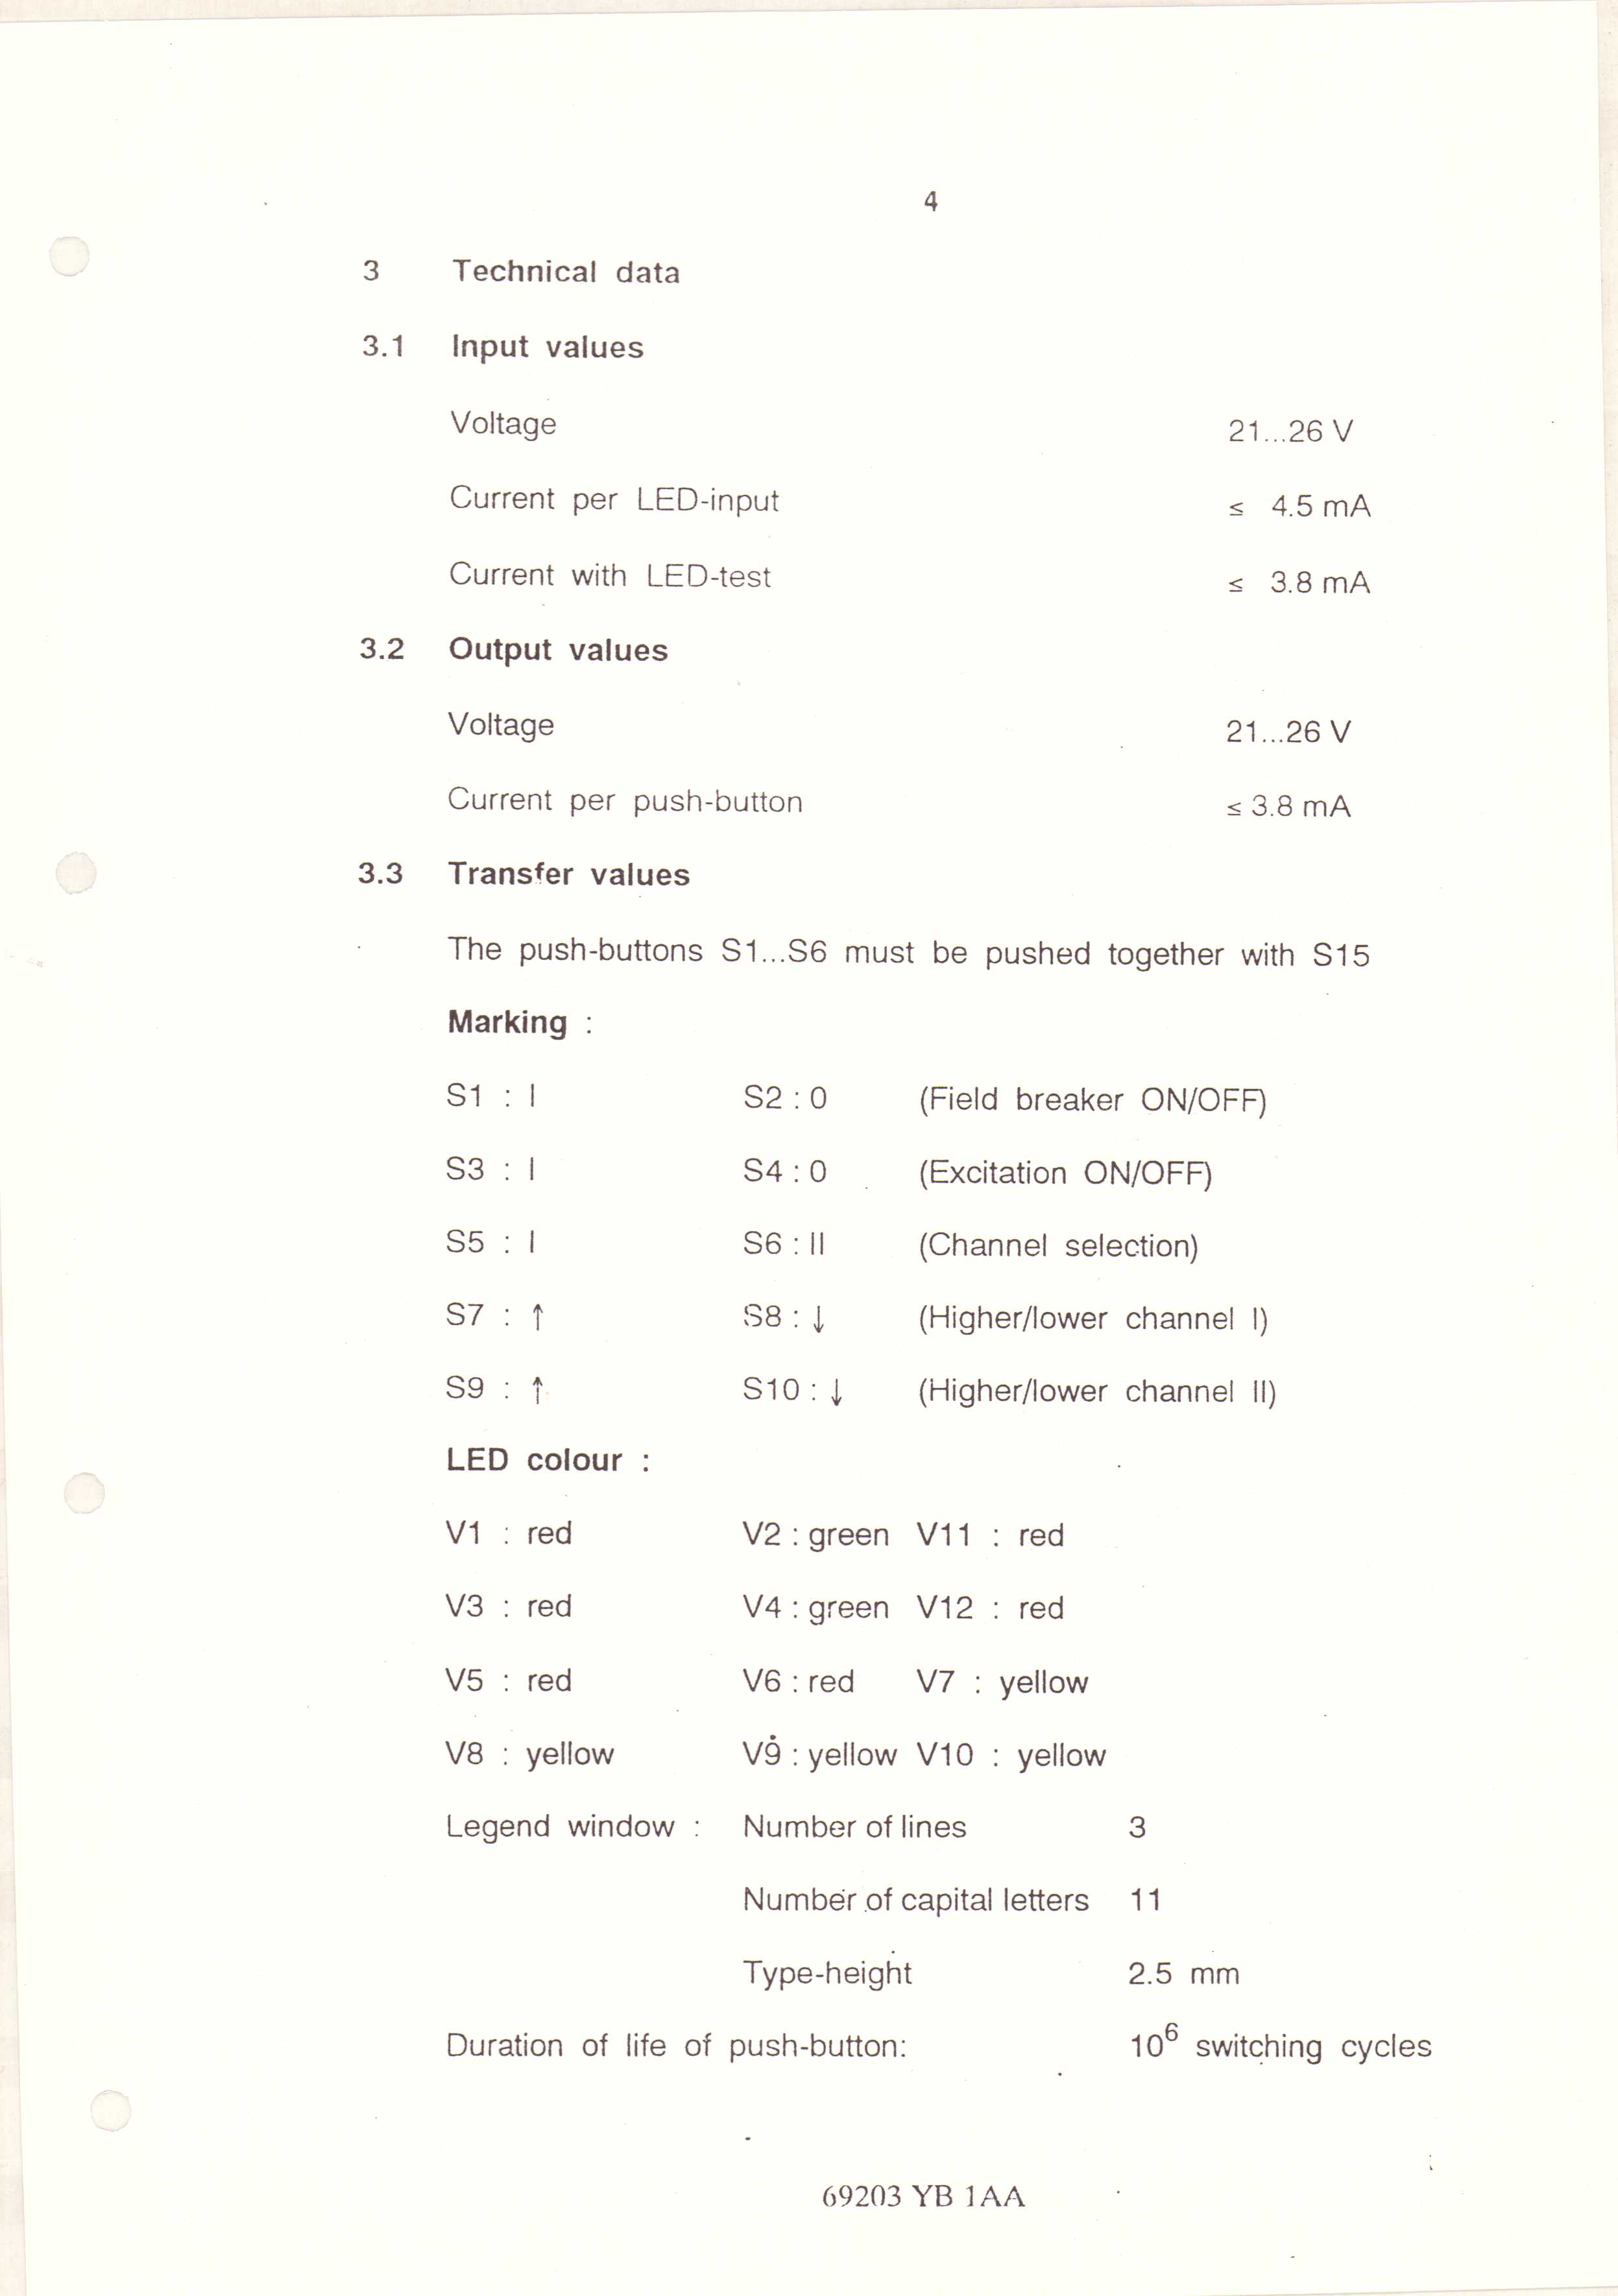 4
3 Technical data
3.1 Input values
Voltage 21...26 V
Current per LED-input ≤ 4.5 mA
Current with LED-test ≤ 3.8 mA
3.2 Output values
Voltage 21...26 V
Current per push-button ≤ 3.8 mA
3.3 Transfer values
The push-buttons S1...S6 must be pushed together with S15
Marking :
S1 : I S2 : 0 (Field breaker ON/OFF)
S3 : I S4 : 0 (Excitation ON/OFF)
S5 : I S6 : II (Channel selection)
S7 : ↑ S8 : ↓ (Higher/lower channel I)
S9 : ↑ S10 : ↓ (Higher/lower channel II)
LED colour :
V1 : red V2 : green V11 : red
V3 : red V4 : green V12 : red
V5 : red V6 : red V7 : yellow
V8 : yellow V9 : yellow V10 : yellow
Legend window : Number of lines 3
Number of capital letters 11
Type-height 2.5 mm
Duration of life of push-button: 10⁶ switching cycles
69203 YB 1AA